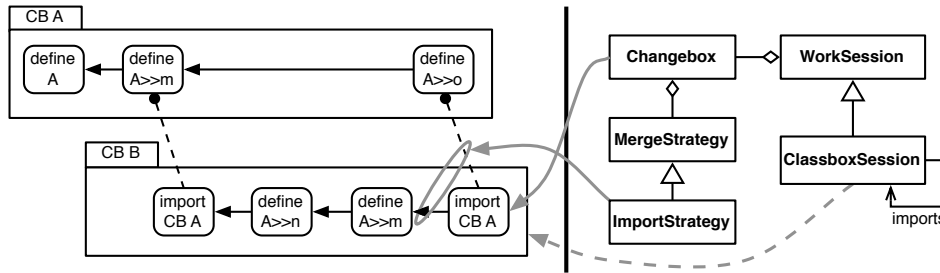 CB A
define
A
define
A>>m
define
A>>o
CB B
import
CB A
define
A>>n
define
A>>m
import
CB A
Changebox
WorkSession
MergeStrategy
ClassboxSession
ImportStrategy
imports